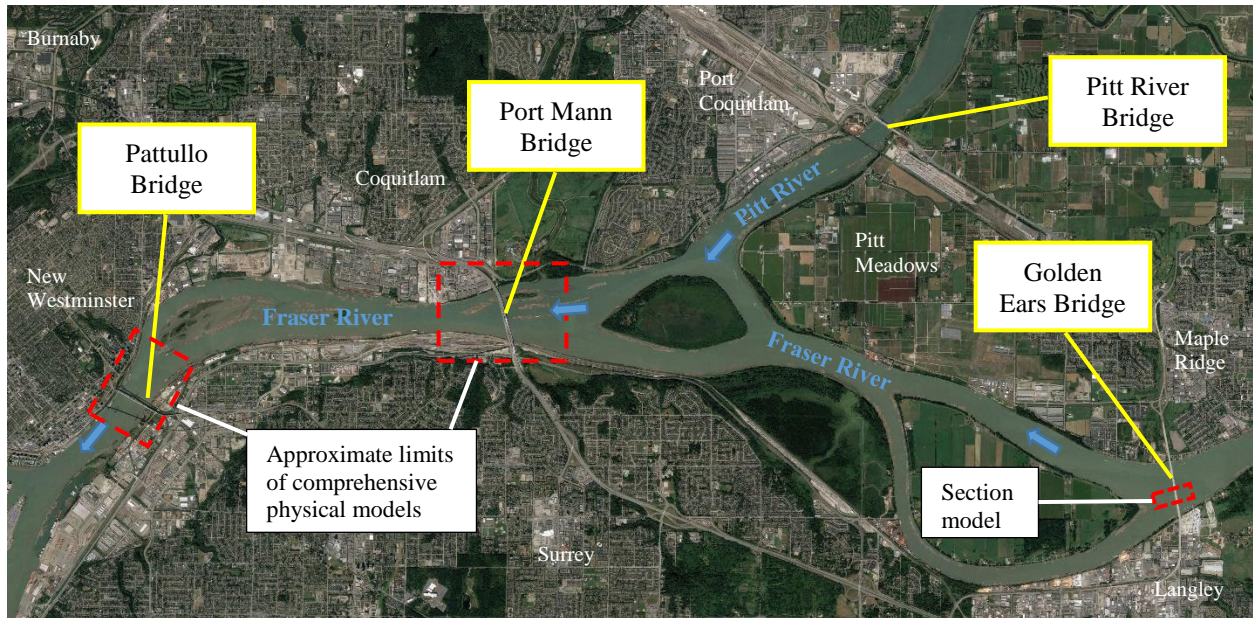 Burnaby
Port
Coquitlam
Pitt River
Bridge
Port Mann
Bridge
Pattullo
Bridge
Coquitlam
Pitt River
Pitt
Meadows
Golden
Ears Bridge
New
Westminster
Fraser River
Fraser River
Maple
Ridge
Approximate limits
of comprehensive
physical models
Section
model
Surrey
Langley